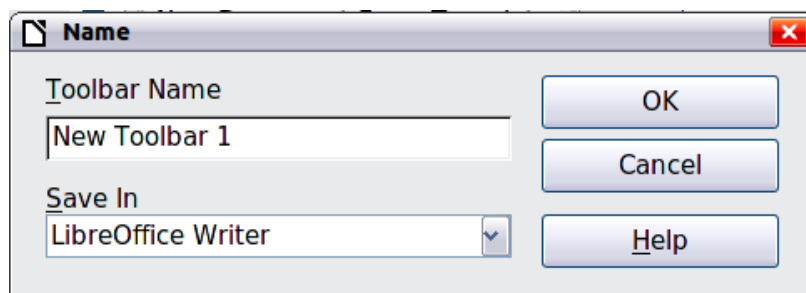 Name
Toolbar Name
New Toolbar 1
Save In
LibreOffice Writer
OK
Cancel
Help